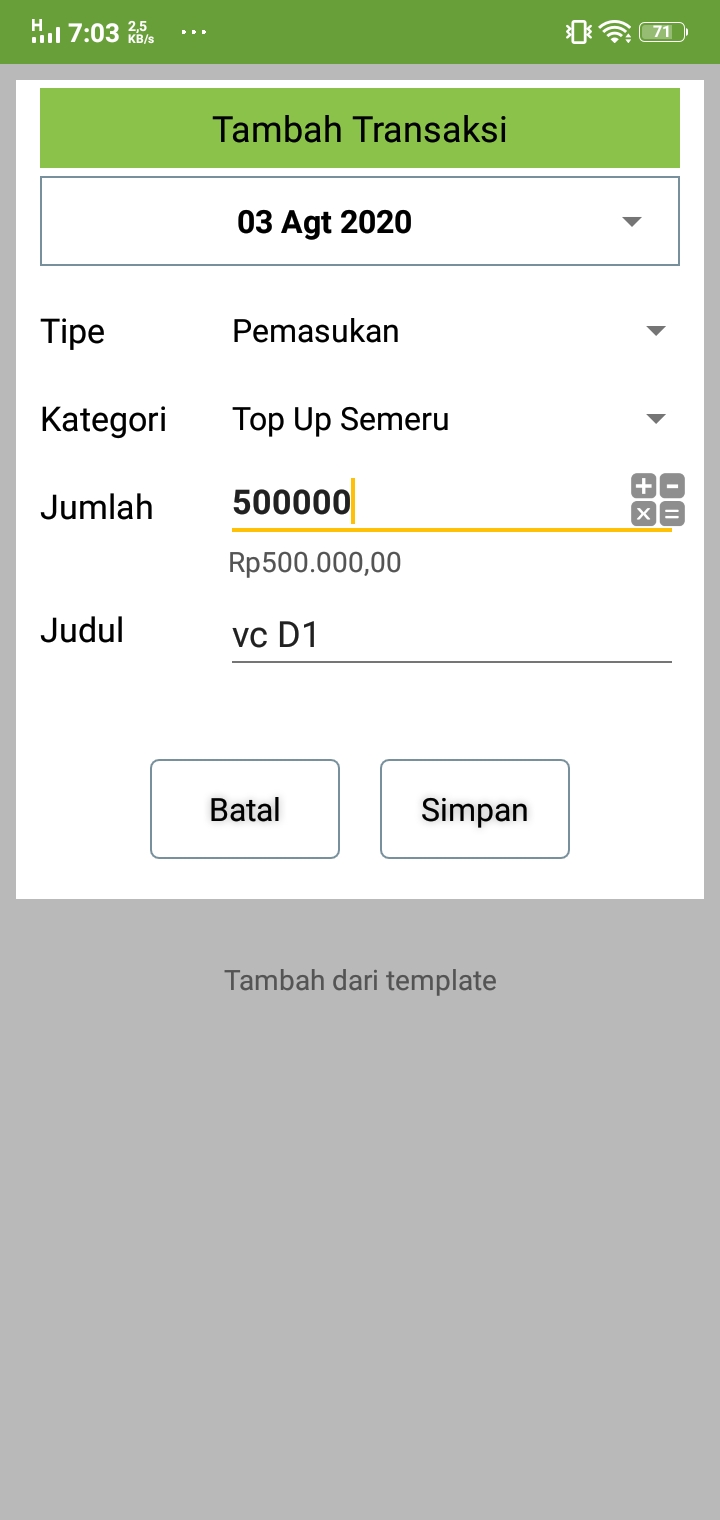 H 7:03 2,5 KB/s ... 71
Tambah Transaksi
03 Agt 2020
Tipe Pemasukan
Kategori Top Up Semeru
Jumlah 500000
Rp500.000,00
Judul vc D1
Batal Simpan
Tambah dari template